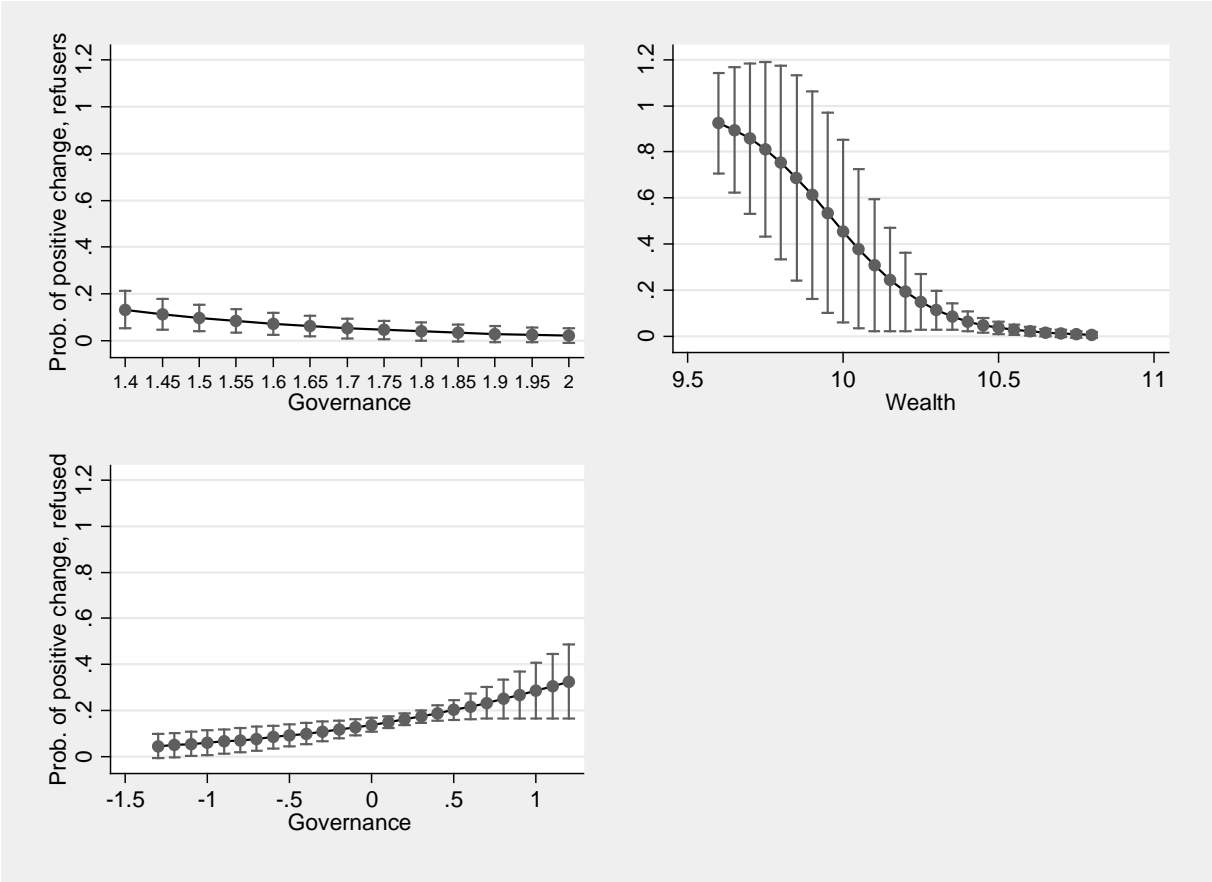 Prob. of positive change, refusers
1.2
1
.8
.6
.4
.2
0
1.4 1.45 1.5 1.55 1.6 1.65 1.7 1.75 1.8 1.85 1.9 1.95 2
Governance
1.2
1
.8
.6
.4
.2
0
9.5 10 10.5 11
Wealth
Prob. of positive change, refused
1.2
1
.8
.6
.4
.2
0
-1.5 -1 -.5 0 .5 1
Governance